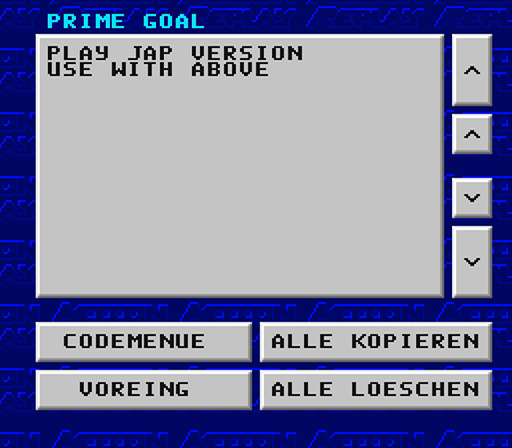 PRIME GOAL
PLAY JAP VERSION
USE WITH ABOVE
CODEMENUE
ALLE KOPIEREN
VOREING
ALLE LOESCHEN